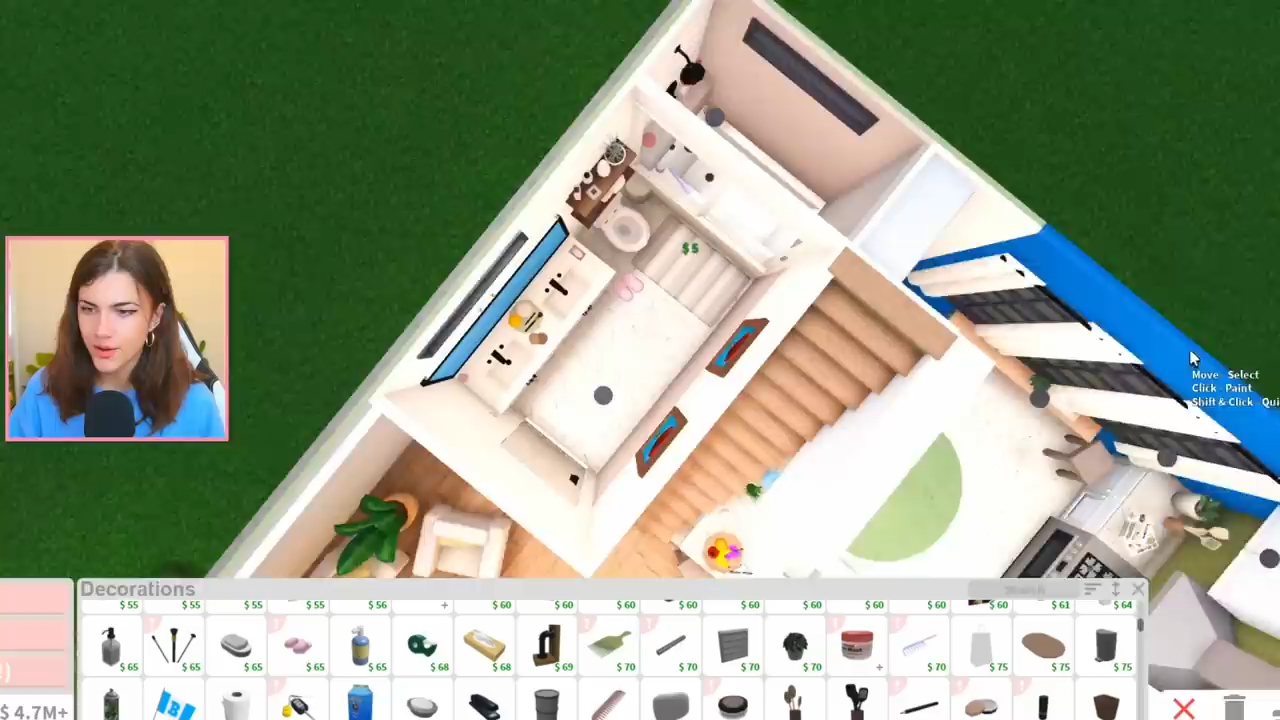 $5
Move - Select
Click - Paint
Shift & Click - Qui
Decorations
$55 $55 $55 $55 $56 + $60 $60 $60 $60 $60 $60 $60 $60 $60 $61 $64
$65 $65 $65 $65 $65 $68 $68 $69 $70 $70 $70 $70 + $70 $75 $75 $75
$ 4.7M+